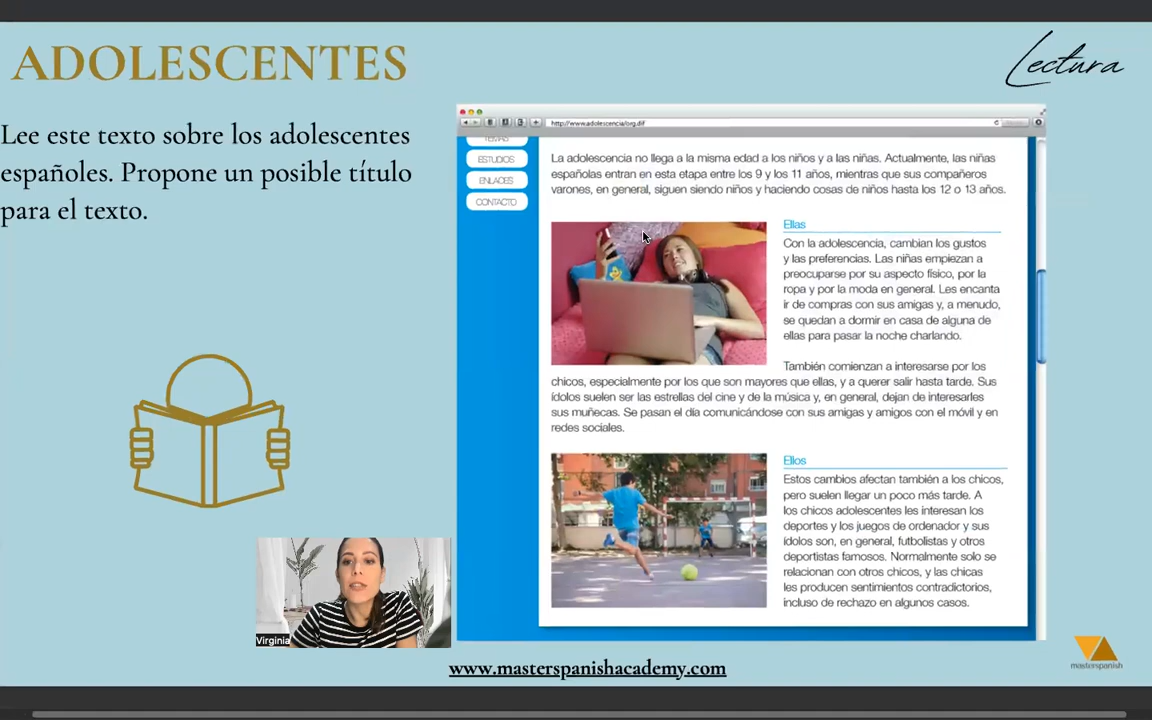 ADOLESCENTES
Lectura
Lee este texto sobre los adolescentes
españoles. Propone un posible título
para el texto.
http://www.adolescencia/org.dif
TEMAS
ESTUDIOS
ENLACES
CONTACTO
La adolescencia no llega a la misma edad a los niños y a las niñas. Actualmente, las niñas
españolas entran en esta etapa entre los 9 y los 11 años, mientras que sus compañeros
varones, en general, siguen siendo niños y haciendo cosas de niños hasta los 12 o 13 años.
Ellas
Con la adolescencia, cambian los gustos
y las preferencias. Las niñas empiezan a
preocuparse por su aspecto físico, por la
ropa y por la moda en general. Les encanta
ir de compras con sus amigas y, a menudo,
se quedan a dormir en casa de alguna de
ellas para pasar la noche charlando.
También comienzan a interesarse por los
chicos, especialmente por los que son mayores que ellas, y a querer salir hasta tarde. Sus
ídolos suelen ser las estrellas del cine y de la música y, en general, dejan de interesarles
sus muñecas. Se pasan el día comunicándose con sus amigas y amigos con el móvil y en
redes sociales.
Ellos
Estos cambios afectan también a los chicos,
pero suelen llegar un poco más tarde. A
los chicos adolescentes les interesan los
deportes y los juegos de ordenador y sus
ídolos son, en general, futbolistas y otros
deportistas famosos. Normalmente solo se
relacionan con otros chicos, y las chicas
les producen sentimientos contradictorios,
incluso de rechazo en algunos casos.
Virginia
www.masterspanishacademy.com
masterspanish